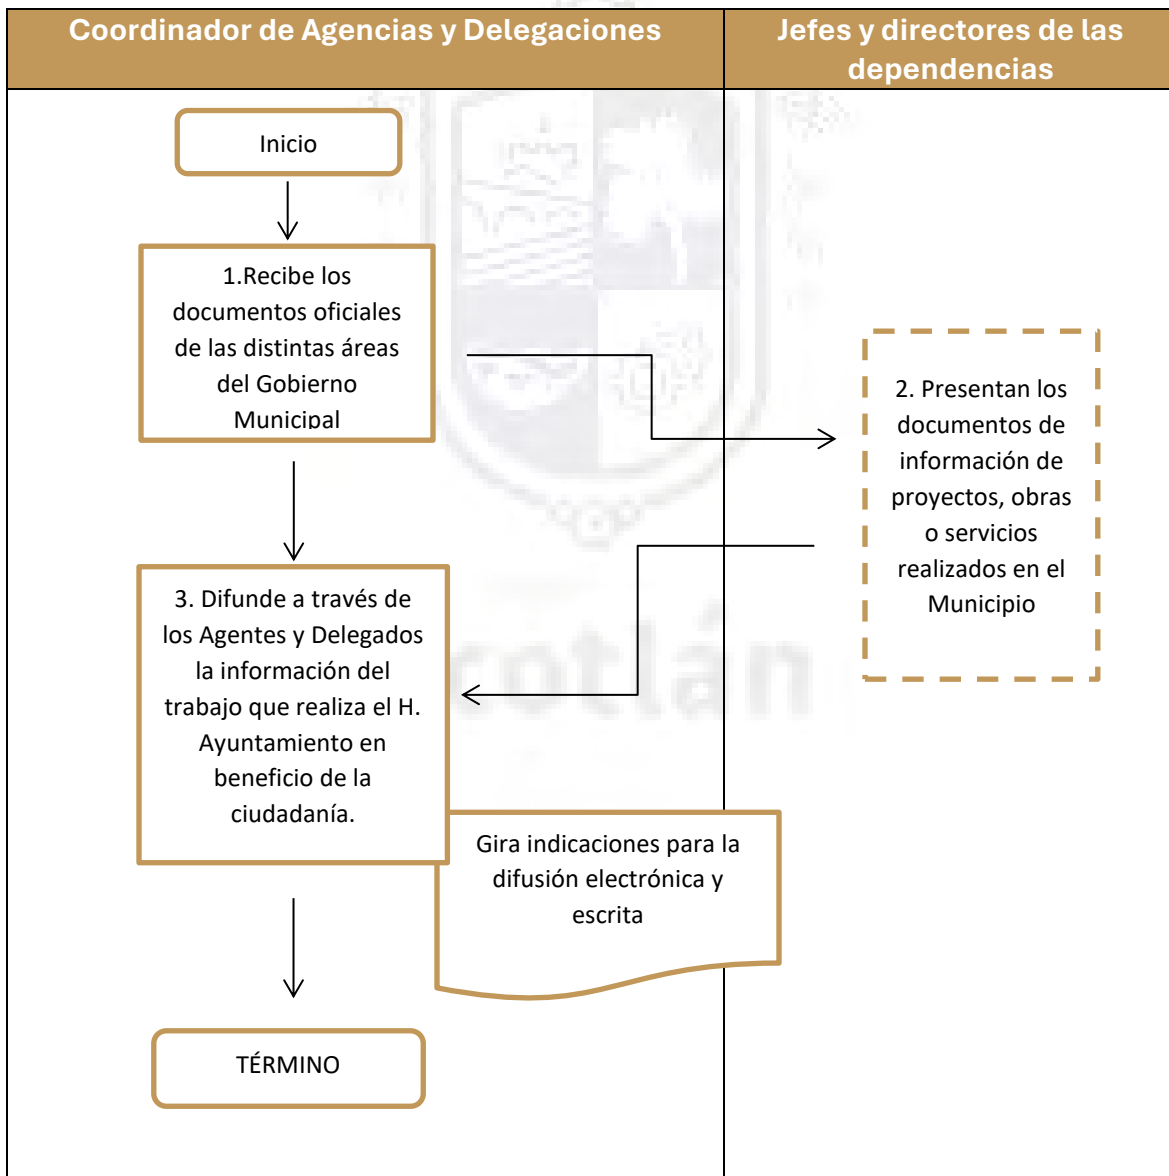 Coordinador de Agencias y Delegaciones
Jefes y directores de las
dependencias
Inicio
1.Recibe los
documentos oficiales
de las distintas áreas
del Gobierno
Municipal
2. Presentan los
documentos de
información de
proyectos, obras
o servicios
realizados en el
Municipio
3. Difunde a través de
los Agentes y Delegados
la información del
trabajo que realiza el H.
Ayuntamiento en
beneficio de la
ciudadanía.
cotlán
Gira indicaciones para la
difusión electrónica y
escrita
TÉRMINO